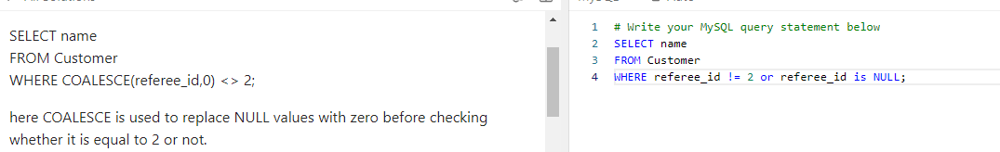 SELECT name
FROM Customer
WHERE COALESCE(referee_id,0) <> 2;
here COALESCE is used to replace NULL values with zero before checking
whether it is equal to 2 or not.
1 # Write your MySQL query statement below
2 SELECT name
3 FROM Customer
4 WHERE referee_id != 2 or referee_id is NULL;